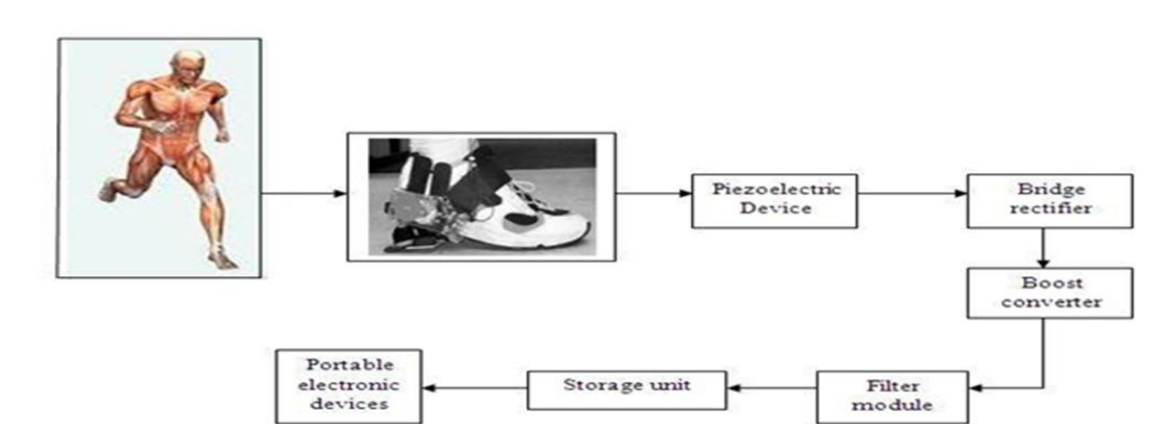 Piezoelectric
Device
Bridge
rectifier
Boost
converter
Filter
module
Storage unit
Portable
electronic
devices